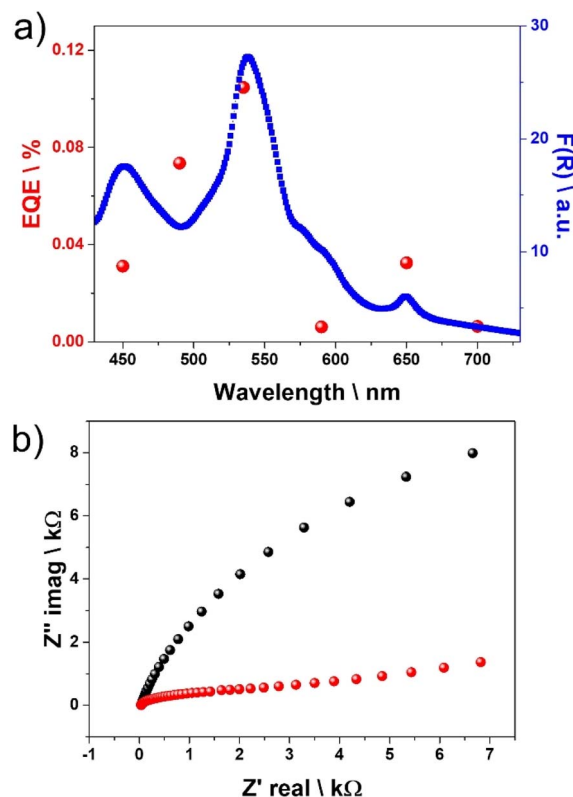 a)
0.12
0.08
0.04
0.00
EQE \ %
30
20
10
F(R) \ a.u.
450 500 550 600 650 700
Wavelength \ nm
b)
8
6
4
2
0
Z'' imag \ kΩ
-1 0 1 2 3 4 5 6 7
Z' real \ kΩ